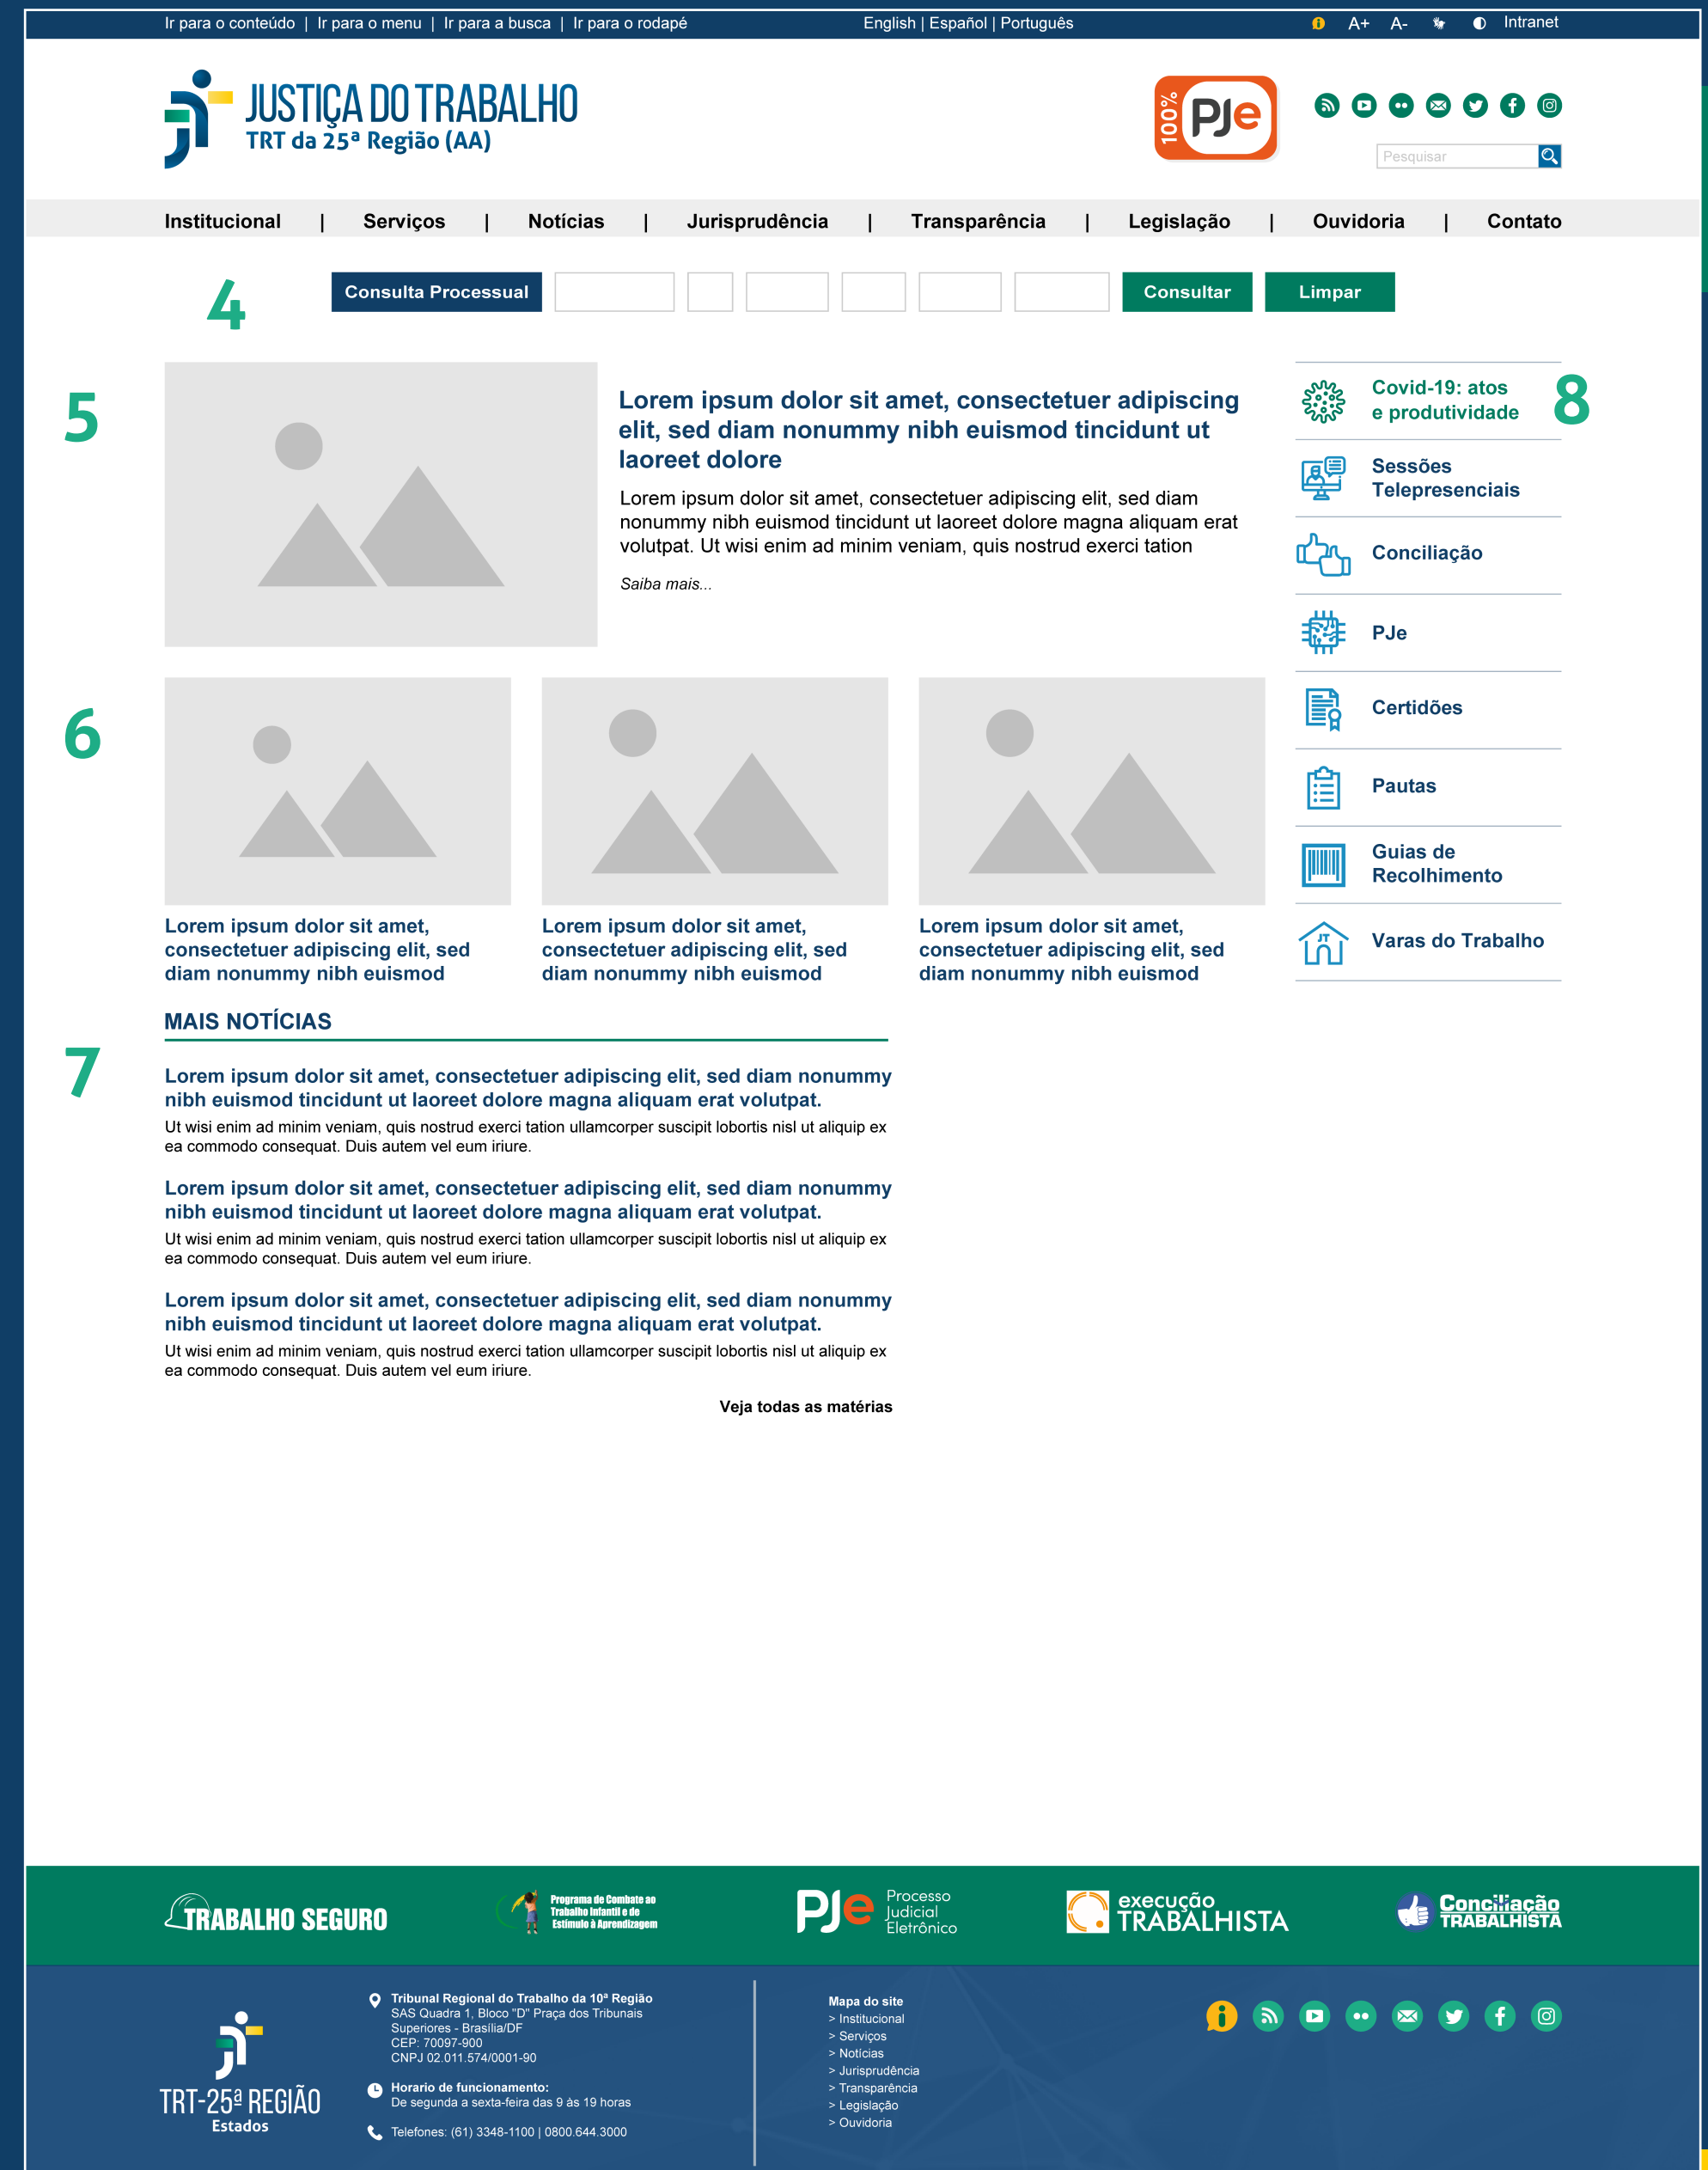 Ir para o conteúdo | Ir para o menu | Ir para a busca | Ir para o rodapé
English | Español | Português
A+ A- Intranet
JUSTIÇA DO TRABALHO
TRT da 25ª Região (AA)
100% PJe
Pesquisar
Institucional | Serviços | Notícias | Jurisprudência | Transparência | Legislação | Ouvidoria | Contato
4
Consulta Processual
Consultar
Limpar
5
Lorem ipsum dolor sit amet, consectetuer adipiscing
elit, sed diam nonummy nibh euismod tincidunt ut
laoreet dolore
Lorem ipsum dolor sit amet, consectetuer adipiscing elit, sed diam
nonummy nibh euismod tincidunt ut laoreet dolore magna aliquam erat
volutpat. Ut wisi enim ad minim veniam, quis nostrud exerci tation
Saiba mais...
8
Covid-19: atos
e produtividade
Sessões
Telepresenciais
Conciliação
PJe
Certidões
Pautas
Guias de
Recolhimento
JT
Varas do Trabalho
6
Lorem ipsum dolor sit amet,
consectetuer adipiscing elit, sed
diam nonummy nibh euismod
Lorem ipsum dolor sit amet,
consectetuer adipiscing elit, sed
diam nonummy nibh euismod
Lorem ipsum dolor sit amet,
consectetuer adipiscing elit, sed
diam nonummy nibh euismod
MAIS NOTÍCIAS
7
Lorem ipsum dolor sit amet, consectetuer adipiscing elit, sed diam nonummy
nibh euismod tincidunt ut laoreet dolore magna aliquam erat volutpat.
Ut wisi enim ad minim veniam, quis nostrud exerci tation ullamcorper suscipit lobortis nisl ut aliquip ex
ea commodo consequat. Duis autem vel eum iriure.
Lorem ipsum dolor sit amet, consectetuer adipiscing elit, sed diam nonummy
nibh euismod tincidunt ut laoreet dolore magna aliquam erat volutpat.
Ut wisi enim ad minim veniam, quis nostrud exerci tation ullamcorper suscipit lobortis nisl ut aliquip ex
ea commodo consequat. Duis autem vel eum iriure.
Lorem ipsum dolor sit amet, consectetuer adipiscing elit, sed diam nonummy
nibh euismod tincidunt ut laoreet dolore magna aliquam erat volutpat.
Ut wisi enim ad minim veniam, quis nostrud exerci tation ullamcorper suscipit lobortis nisl ut aliquip ex
ea commodo consequat. Duis autem vel eum iriure.
Veja todas as matérias
TRABALHO SEGURO
Programa de Combate ao
Trabalho Infantil e de
Estímulo à Aprendizagem
PJe
Processo
Judicial
Eletrônico
execução
TRABALHISTA
Conciliação
TRABALHISTA
TRT-25ª REGIÃO
Estados
Tribunal Regional do Trabalho da 10ª Região
SAS Quadra 1, Bloco "D" Praça dos Tribunais
Superiores - Brasília/DF
CEP: 70097-900
CNPJ 02.011.574/0001-90
Horario de funcionamento:
De segunda a sexta-feira das 9 às 19 horas
Telefones: (61) 3348-1100 | 0800.644.3000
Mapa do site
> Institucional
> Serviços
> Notícias
> Jurisprudência
> Transparência
> Legislação
> Ouvidoria